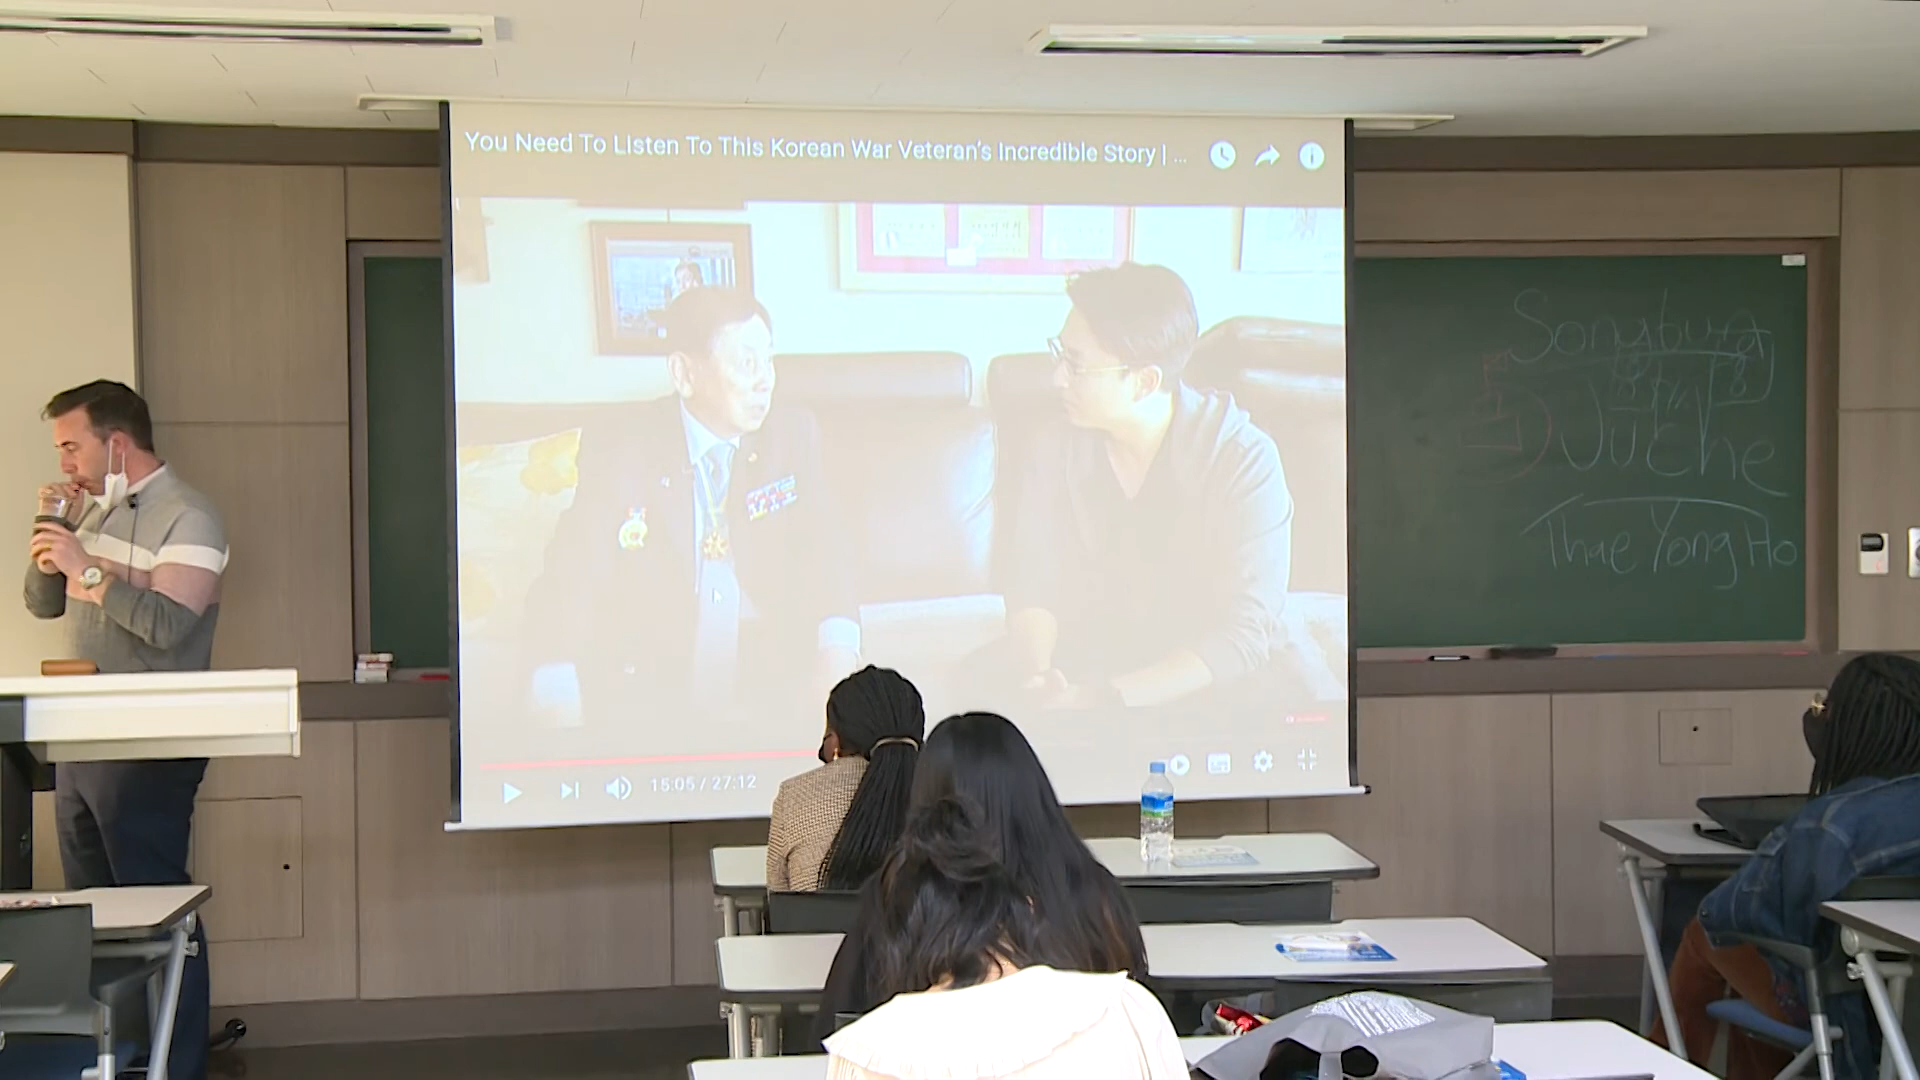 You Need To Listen To This Korean War Veteran's Incredible Story | ...
15:05 / 27:12
Songbun
Juche
Thae Yong Ho